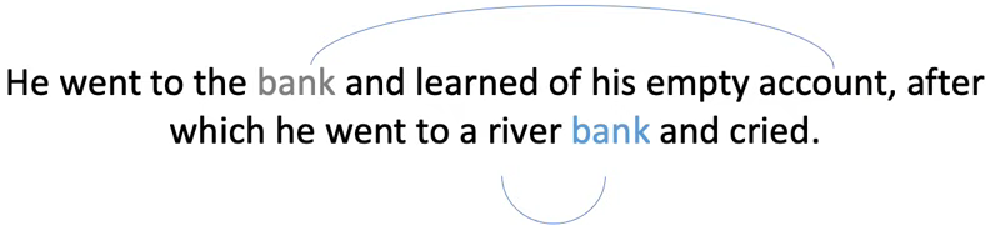 He went to the bank and learned of his empty account, after
which he went to a river bank and cried.